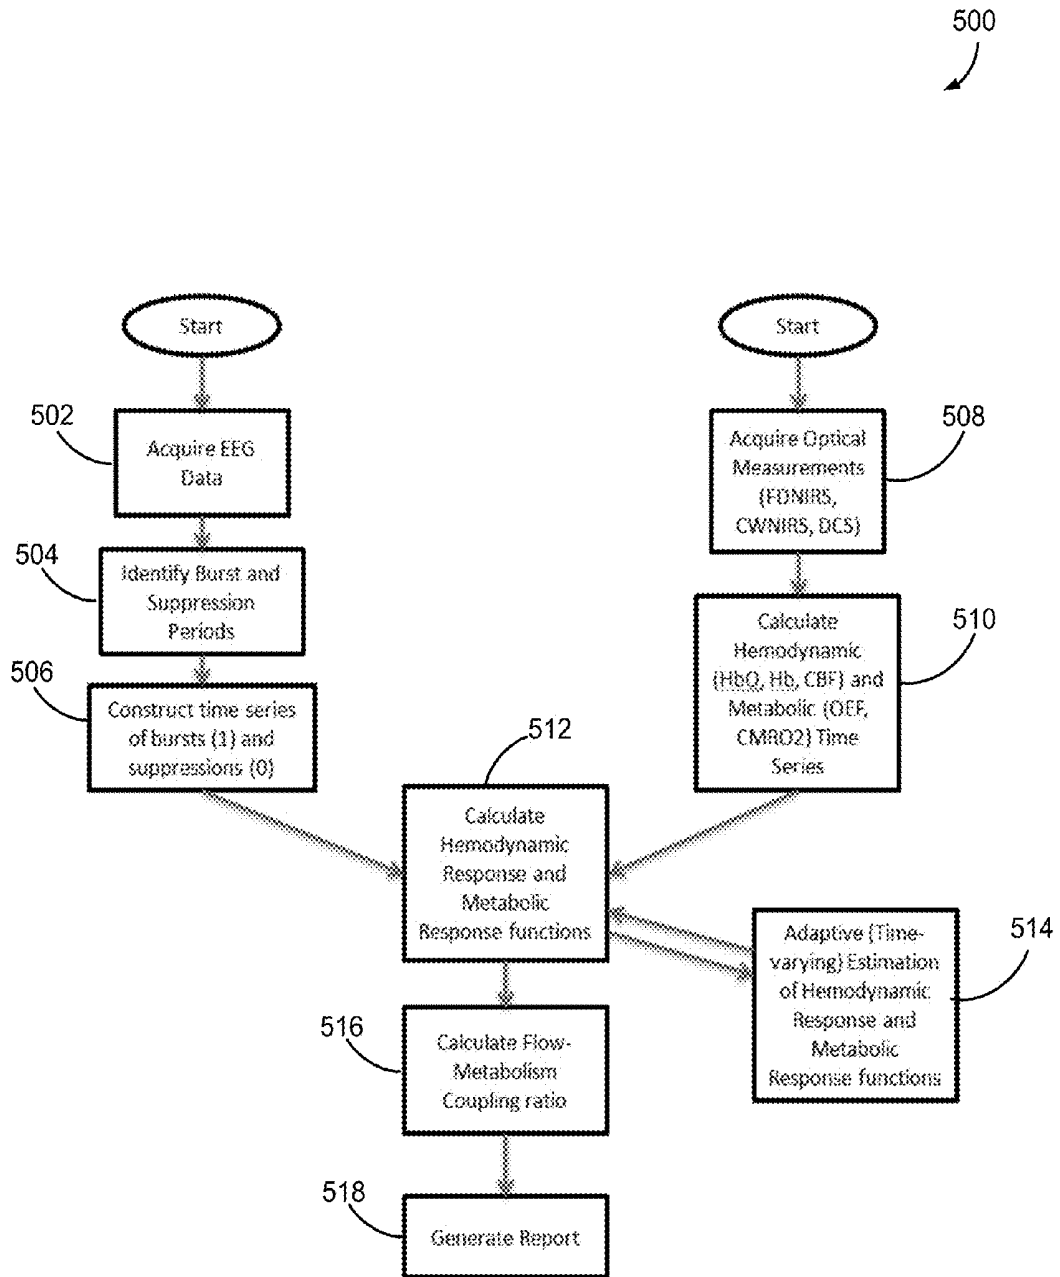 500
Start
502
Acquire EEG
Data
504
Identify Burst and
Suppression
Periods
506
Construct time series
of bursts (1) and
suppressions (0)
Start
508
Acquire Optical
Measurements
(FDNIRS,
CWNIRS, DCS)
510
Calculate
Hemodynamic
(HbO, Hb, CBF) and
Metabolic (OEF,
CMRO2) Time
Series
512
Calculate
Hemodynamic
Response and
Metabolic
Response functions
514
Adaptive (Time-
varying) Estimation
of Hemodynamic
Response and
Metabolic
Response functions
516
Calculate Flow-
Metabolism
Coupling ratio
518
Generate Report